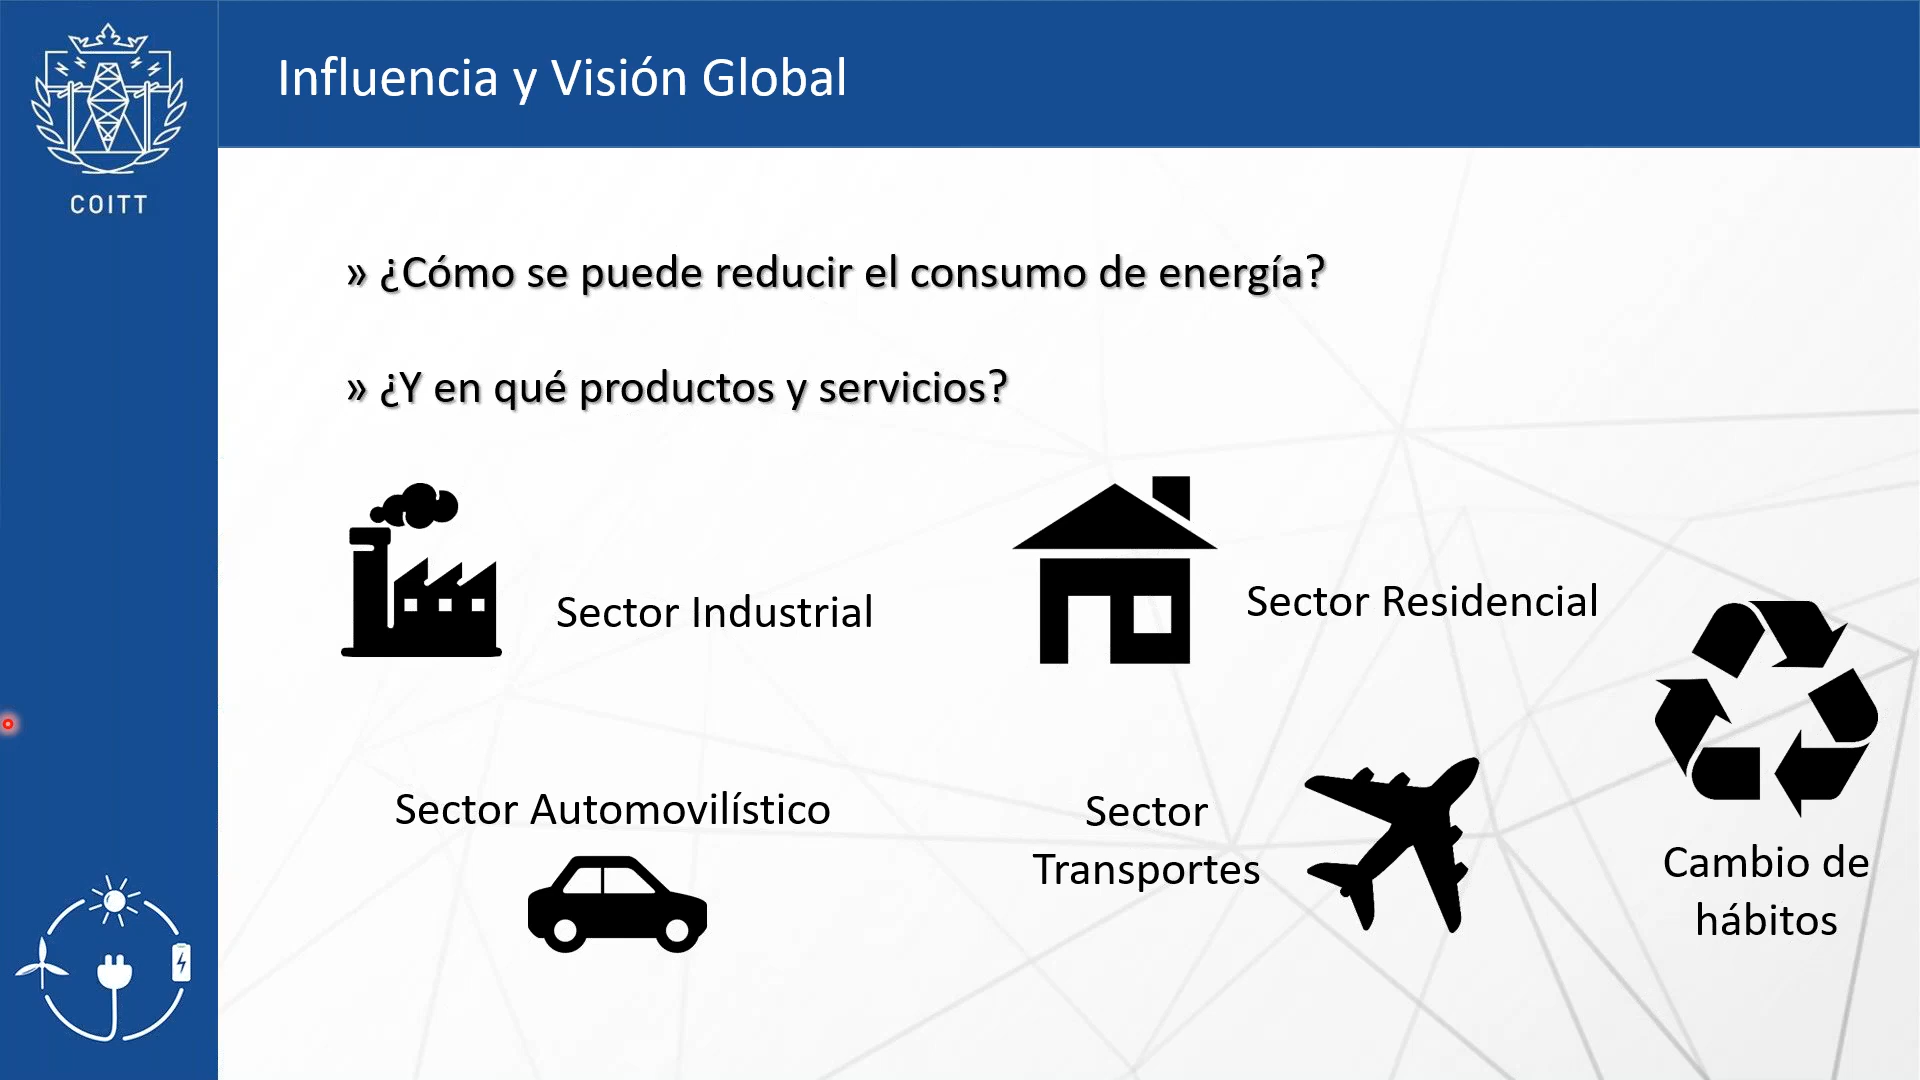 COITT
Influencia y Visión Global
» ¿Cómo se puede reducir el consumo de energía?
» ¿Y en qué productos y servicios?
Sector Industrial
Sector Residencial
Sector Automovilístico
Sector
Transportes
Cambio de
hábitos